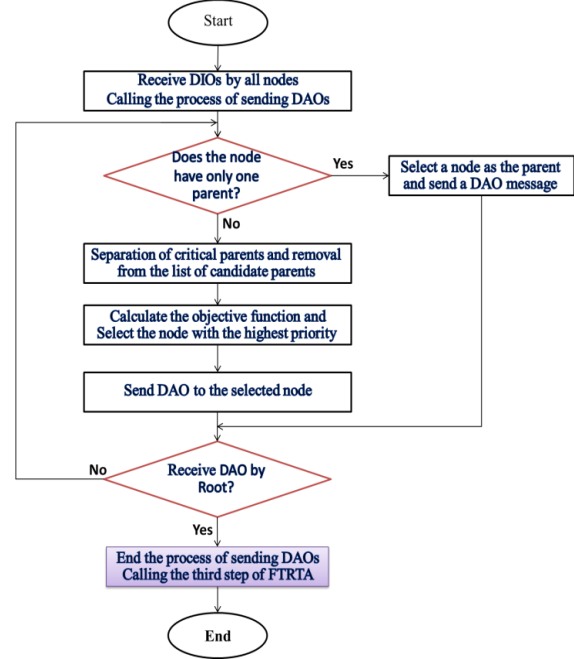 Start
Receive DIOs by all nodes
Calling the process of sending DAOs
Does the node
have only one
parent?
Yes
Select a node as the parent
and send a DAO message
No
Separation of critical parents and removal
from the list of candidate parents
Calculate the objective function and
Select the node with the highest priority
Send DAO to the selected node
No
Receive DAO by
Root?
Yes
End the process of sending DAOs
Calling the third step of FTRTA
End